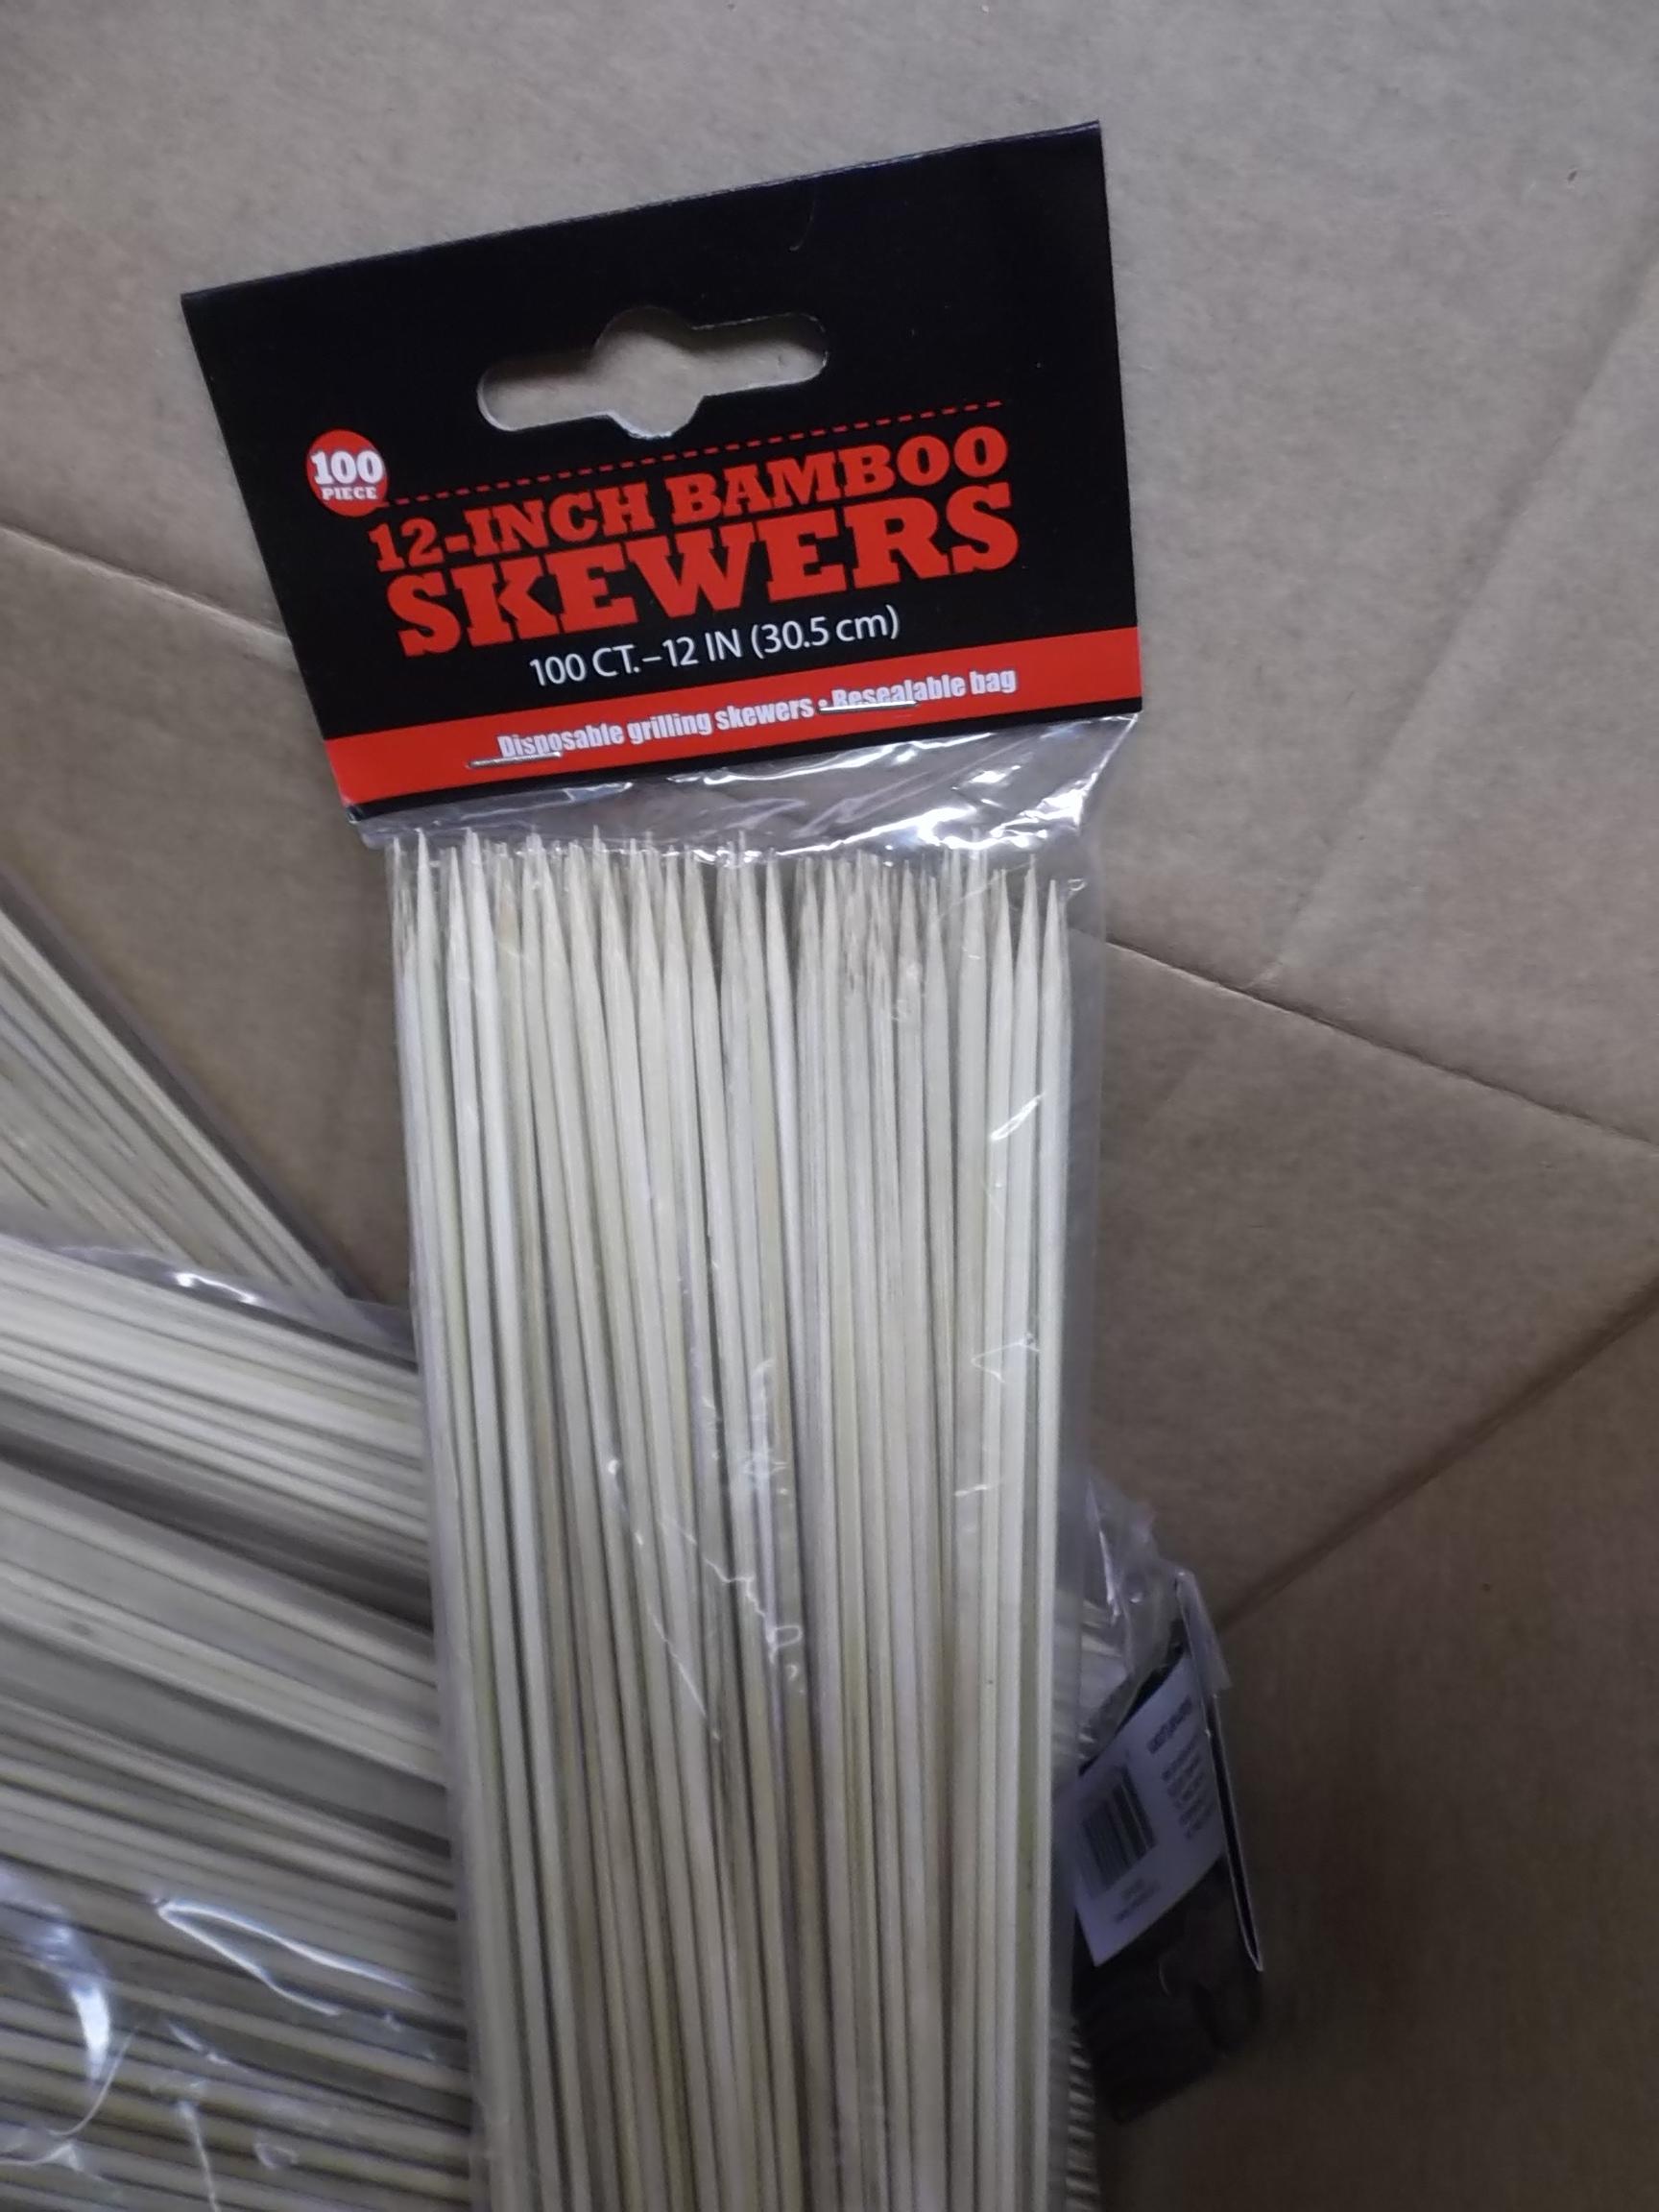 100
PIECE
12-INCH BAMBOO
SKEWERS
100 CT.–12 IN (30.5 cm)
Disposable grilling skewers • Resealable bag